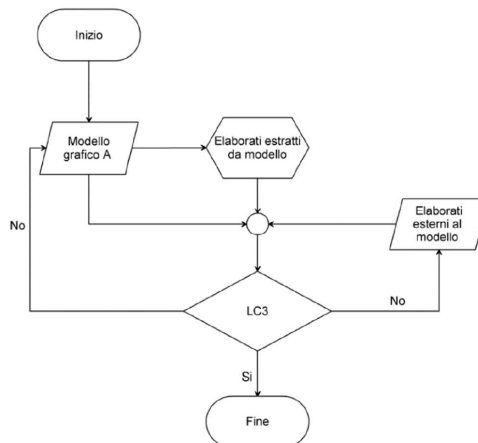 Inizio
Modello
grafico A
Elaborati estratti
da modello
Elaborati
esterni al
modello
No
LC3
No
Si
Fine